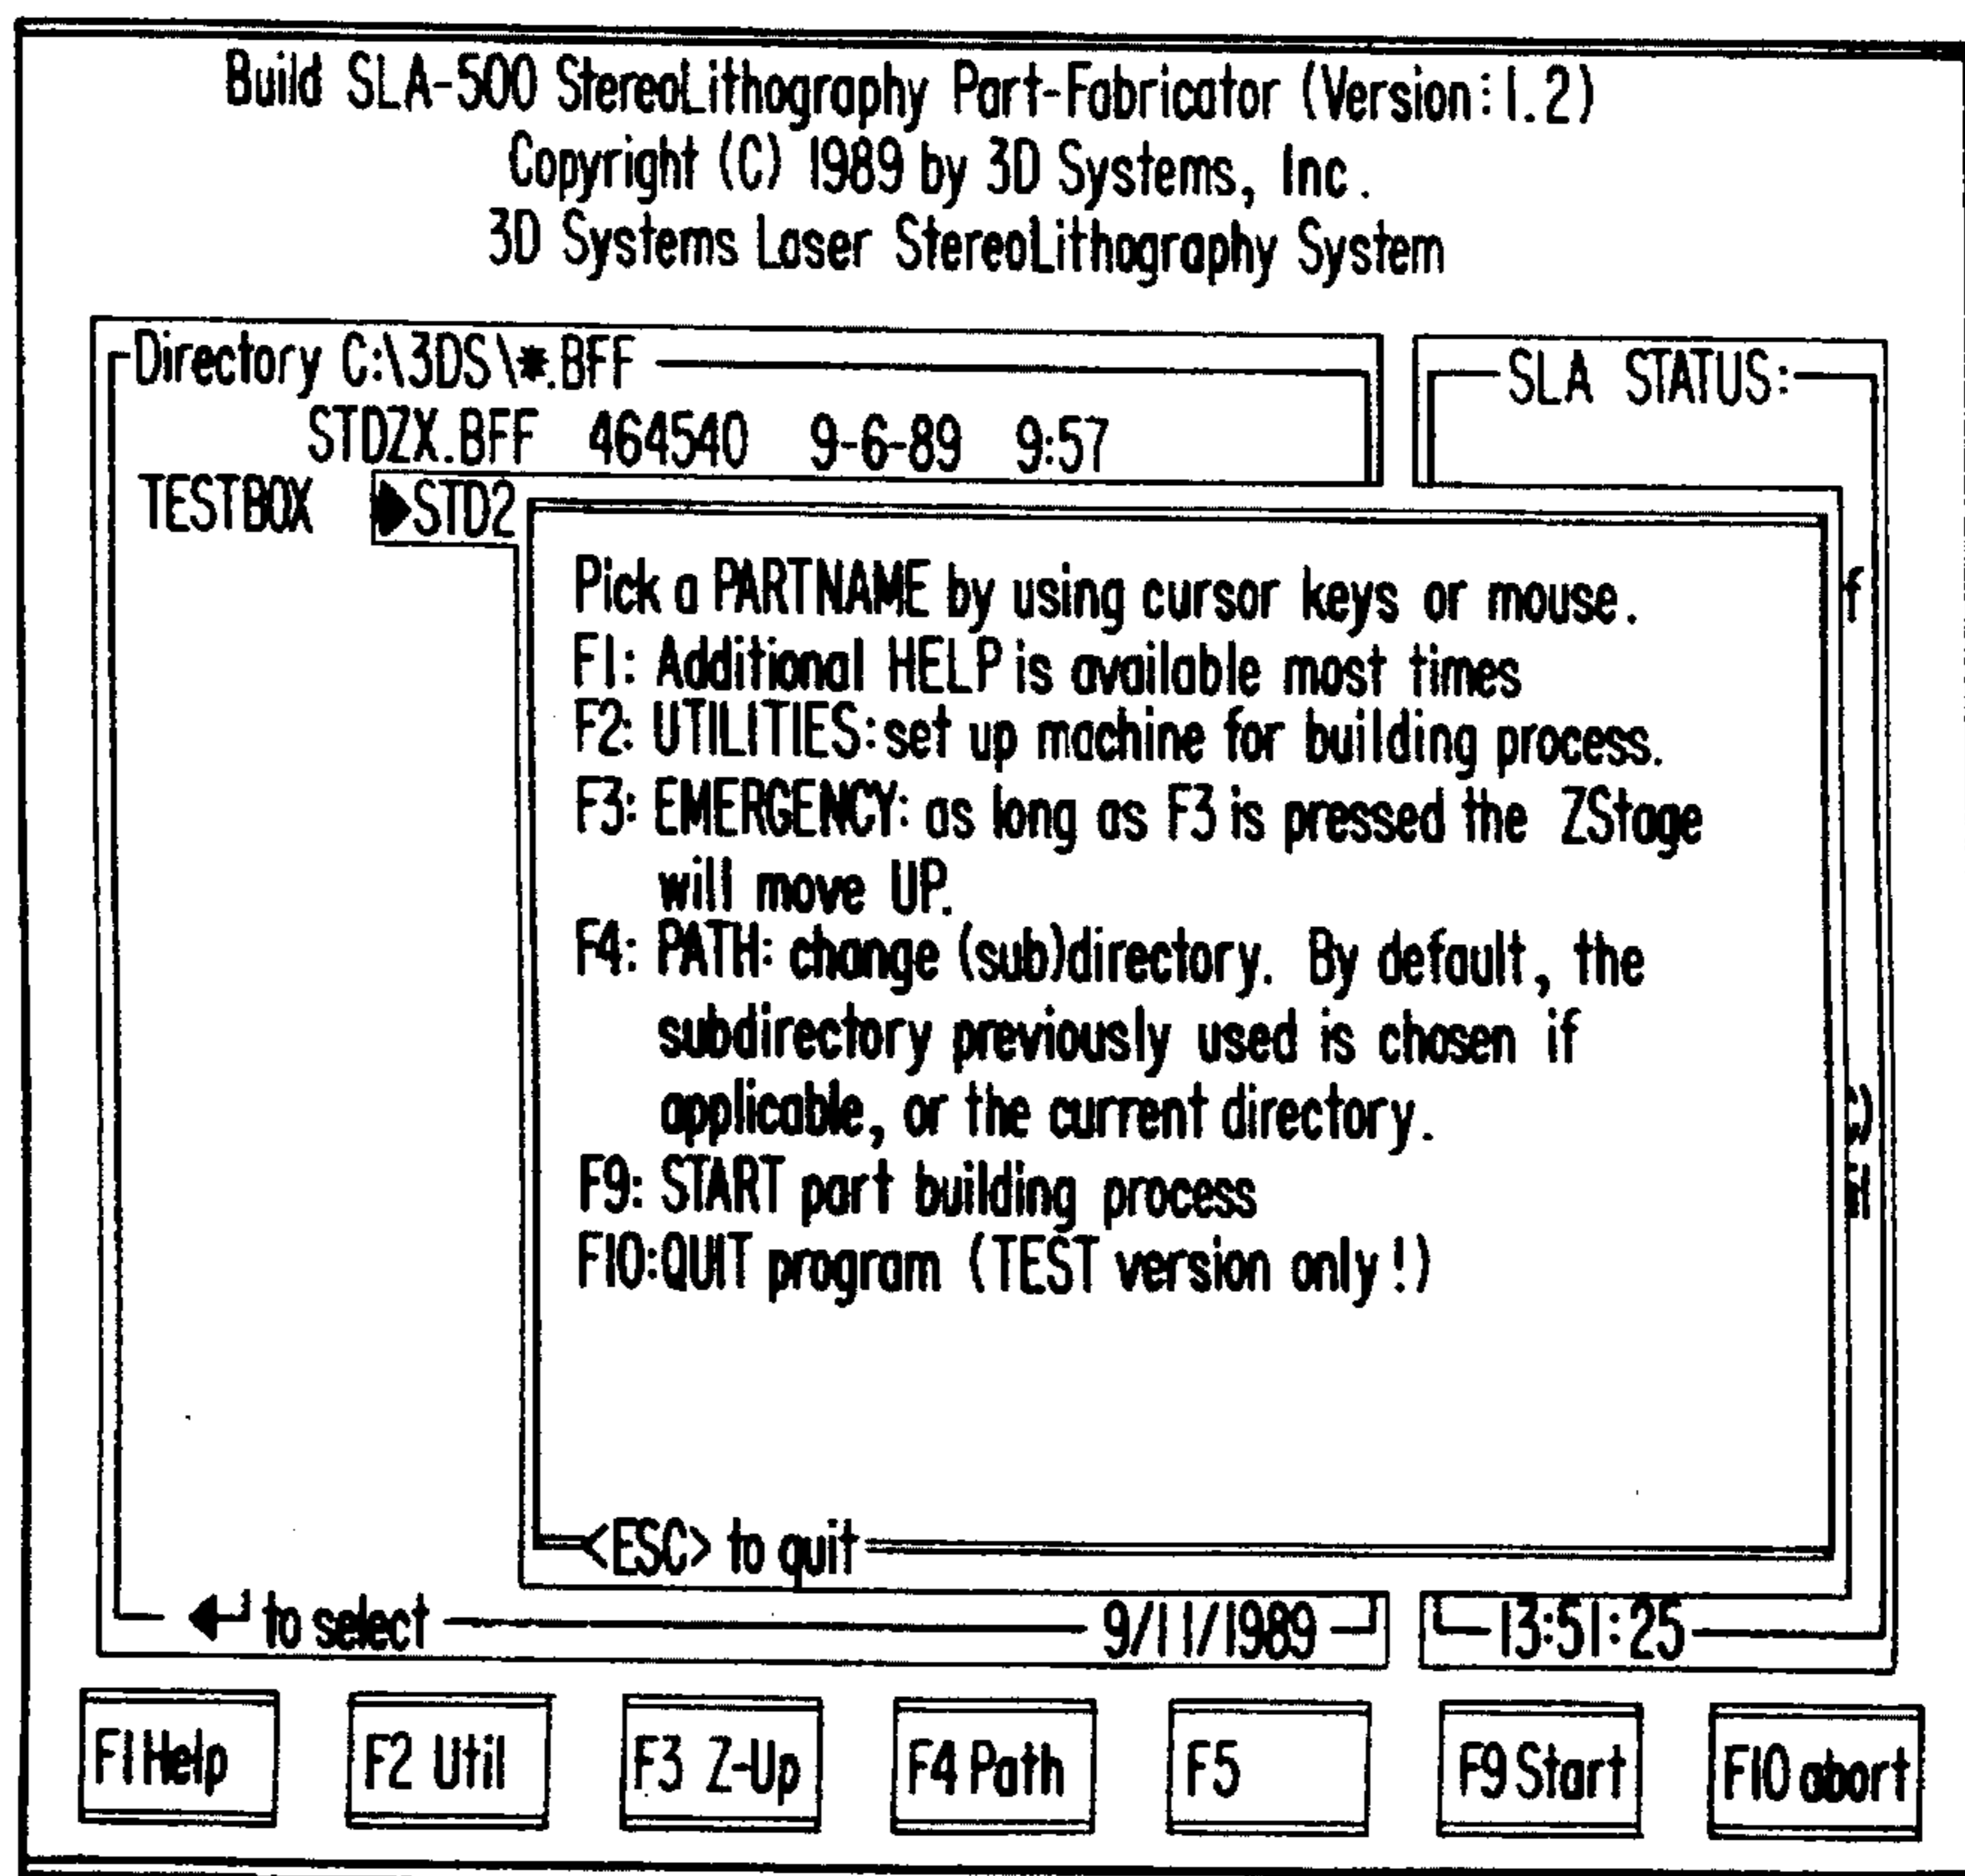 Build SLA-500 StereoLithography Part-Fabricator (Version:1.2)
Copyright (C) 1989 by 3D Systems, Inc.
3D Systems Laser StereoLithography System
Directory C:\3DS\*.BFF
SLA STATUS:
STDZX.BFF 464540 9-6-89 9:57
TESTBOX ▶STD2
Pick a PARTNAME by using cursor keys or mouse.
f
F1: Additional HELP is available most times
F2: UTILITIES: set up machine for building process.
F3: EMERGENCY: as long as F3 is pressed the ZStage
will move UP.
F4: PATH: change (sub)directory. By default, the
subdirectory previously used is chosen if
applicable, or the current directory.
F9: START part building process
F10:QUIT program (TEST version only!)
<ESC> to quit
to select 9/11/1989 13:51:25
F1 Help F2 Util F3 Z-Up F4 Path F5 F9 Start F10 abort